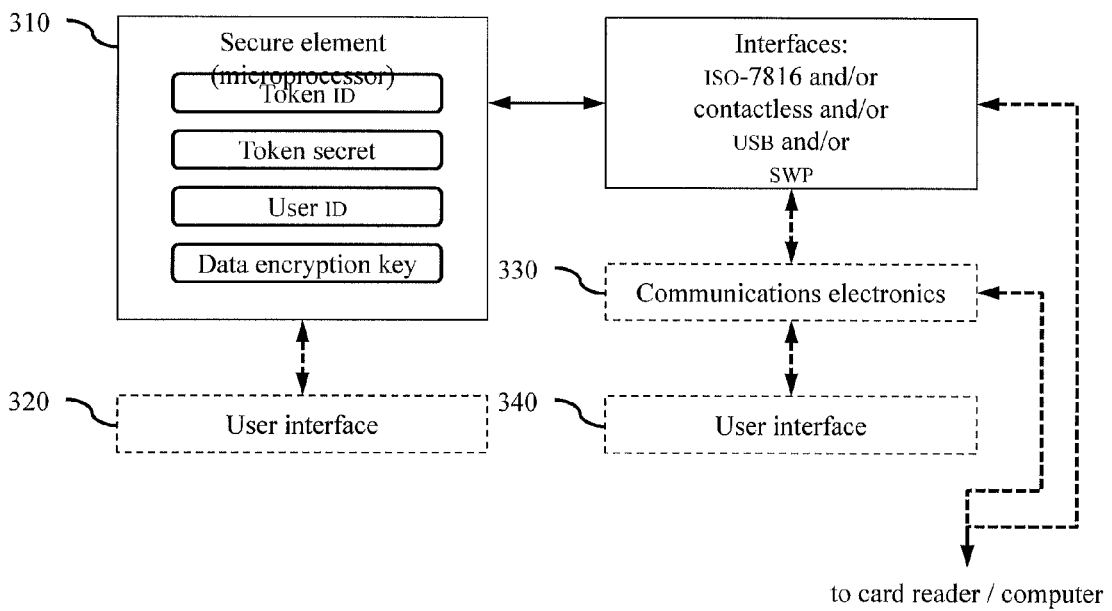 310
Secure element
(microprocessor)
Token ID
Token secret
User ID
Data encryption key
Interfaces:
ISO-7816 and/or
contactless and/or
USB and/or
SWP
330
Communications electronics
320
User interface
340
User interface
to card reader / computer